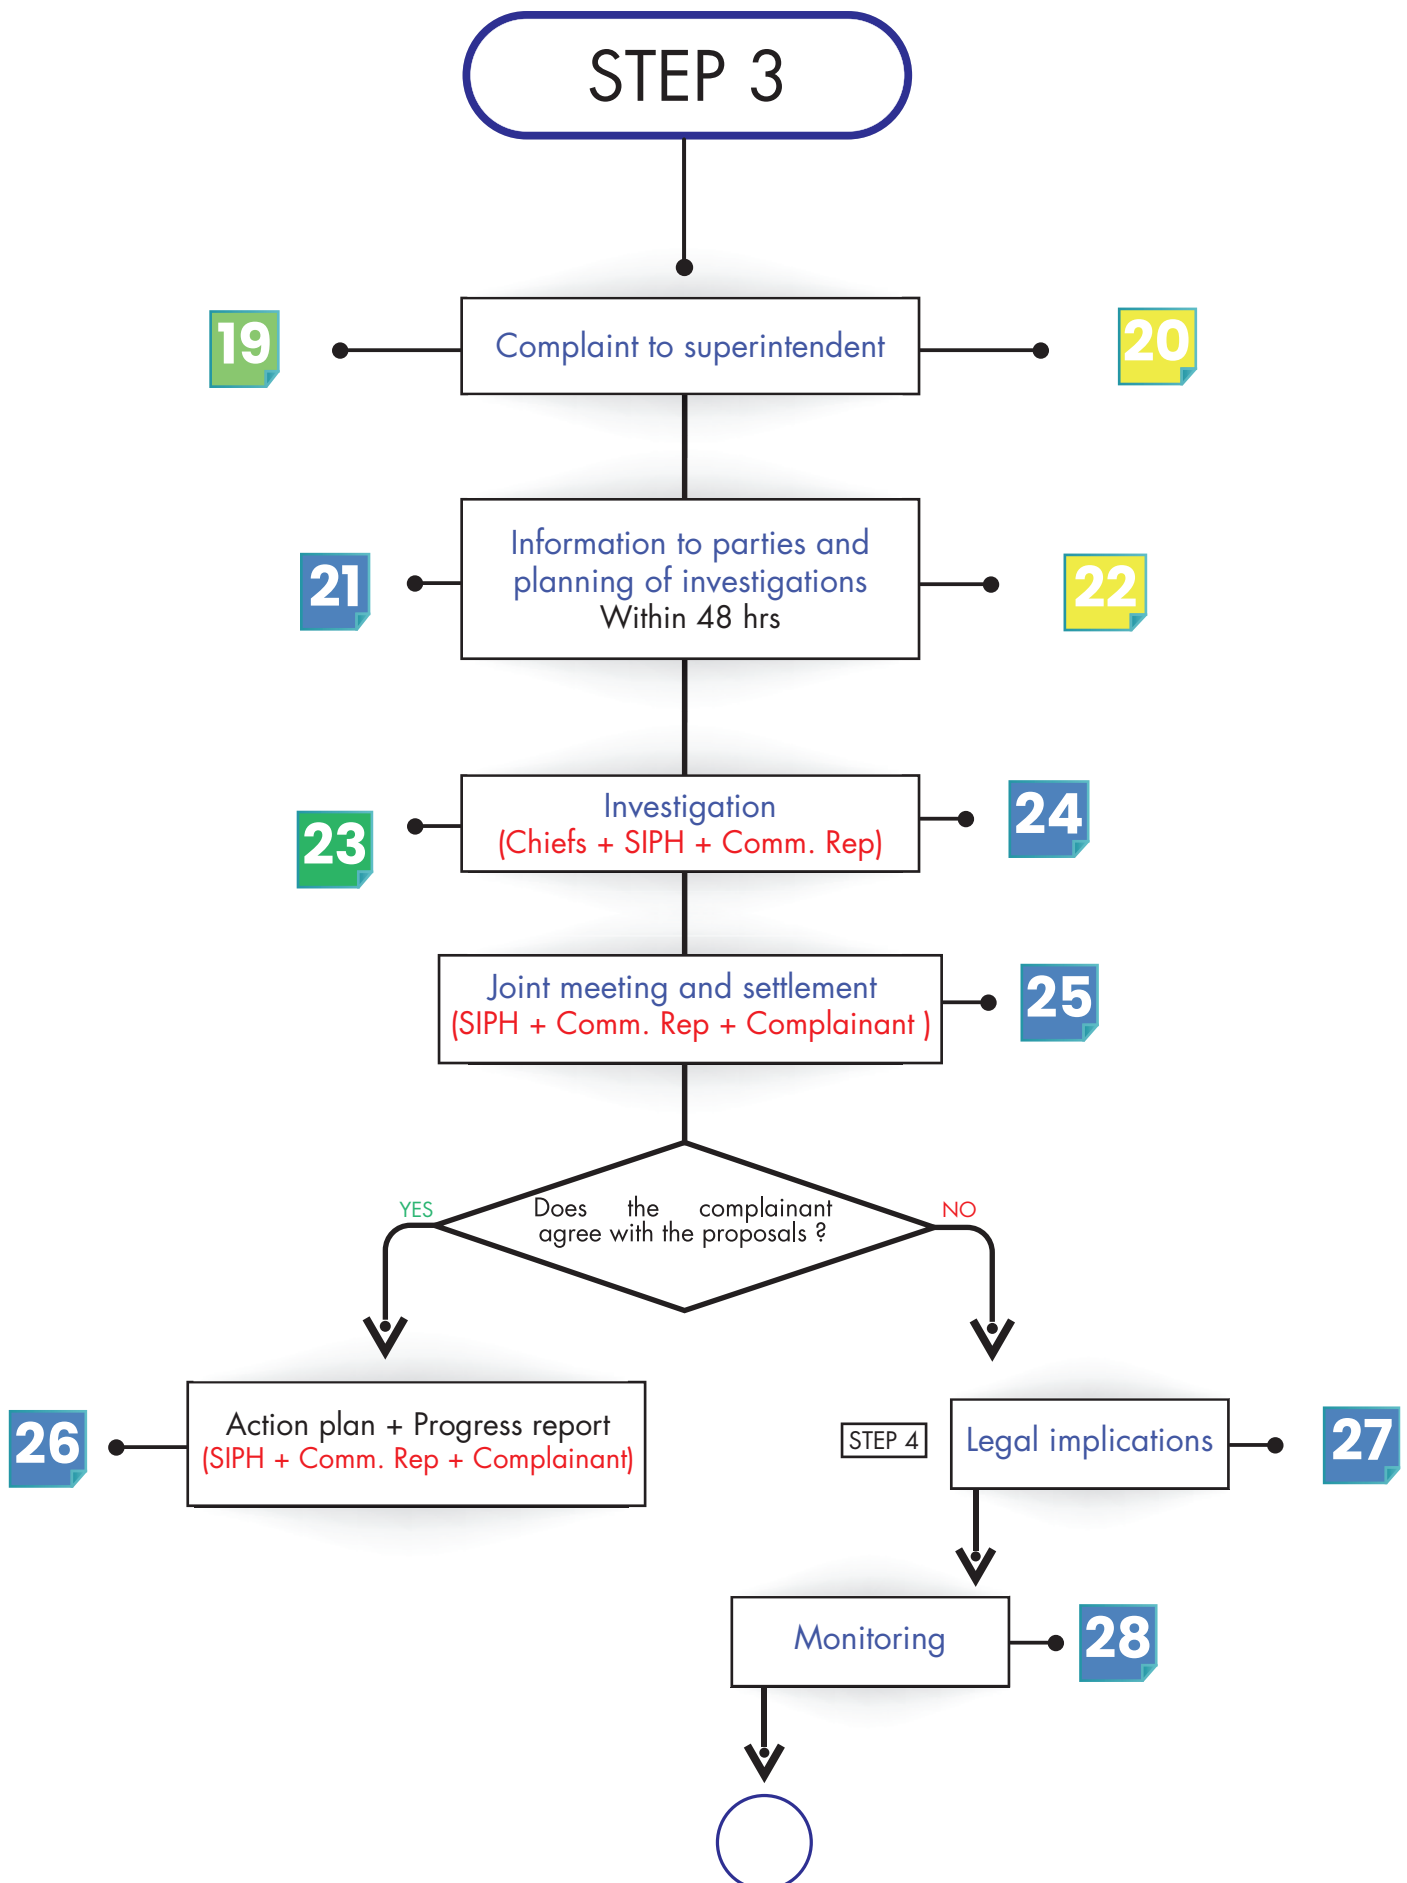 STEP 3
19
Complaint to superintendent
20
21
Information to parties and
planning of investigations
Within 48 hrs
22
23
Investigation
(Chiefs + SIPH + Comm. Rep)
24
Joint meeting and settlement
(SIPH + Comm. Rep + Complainant )
25
YES
Does the complainant
agree with the proposals ?
NO
26
Action plan + Progress report
(SIPH + Comm. Rep + Complainant)
STEP 4
Legal implications
27
Monitoring
28